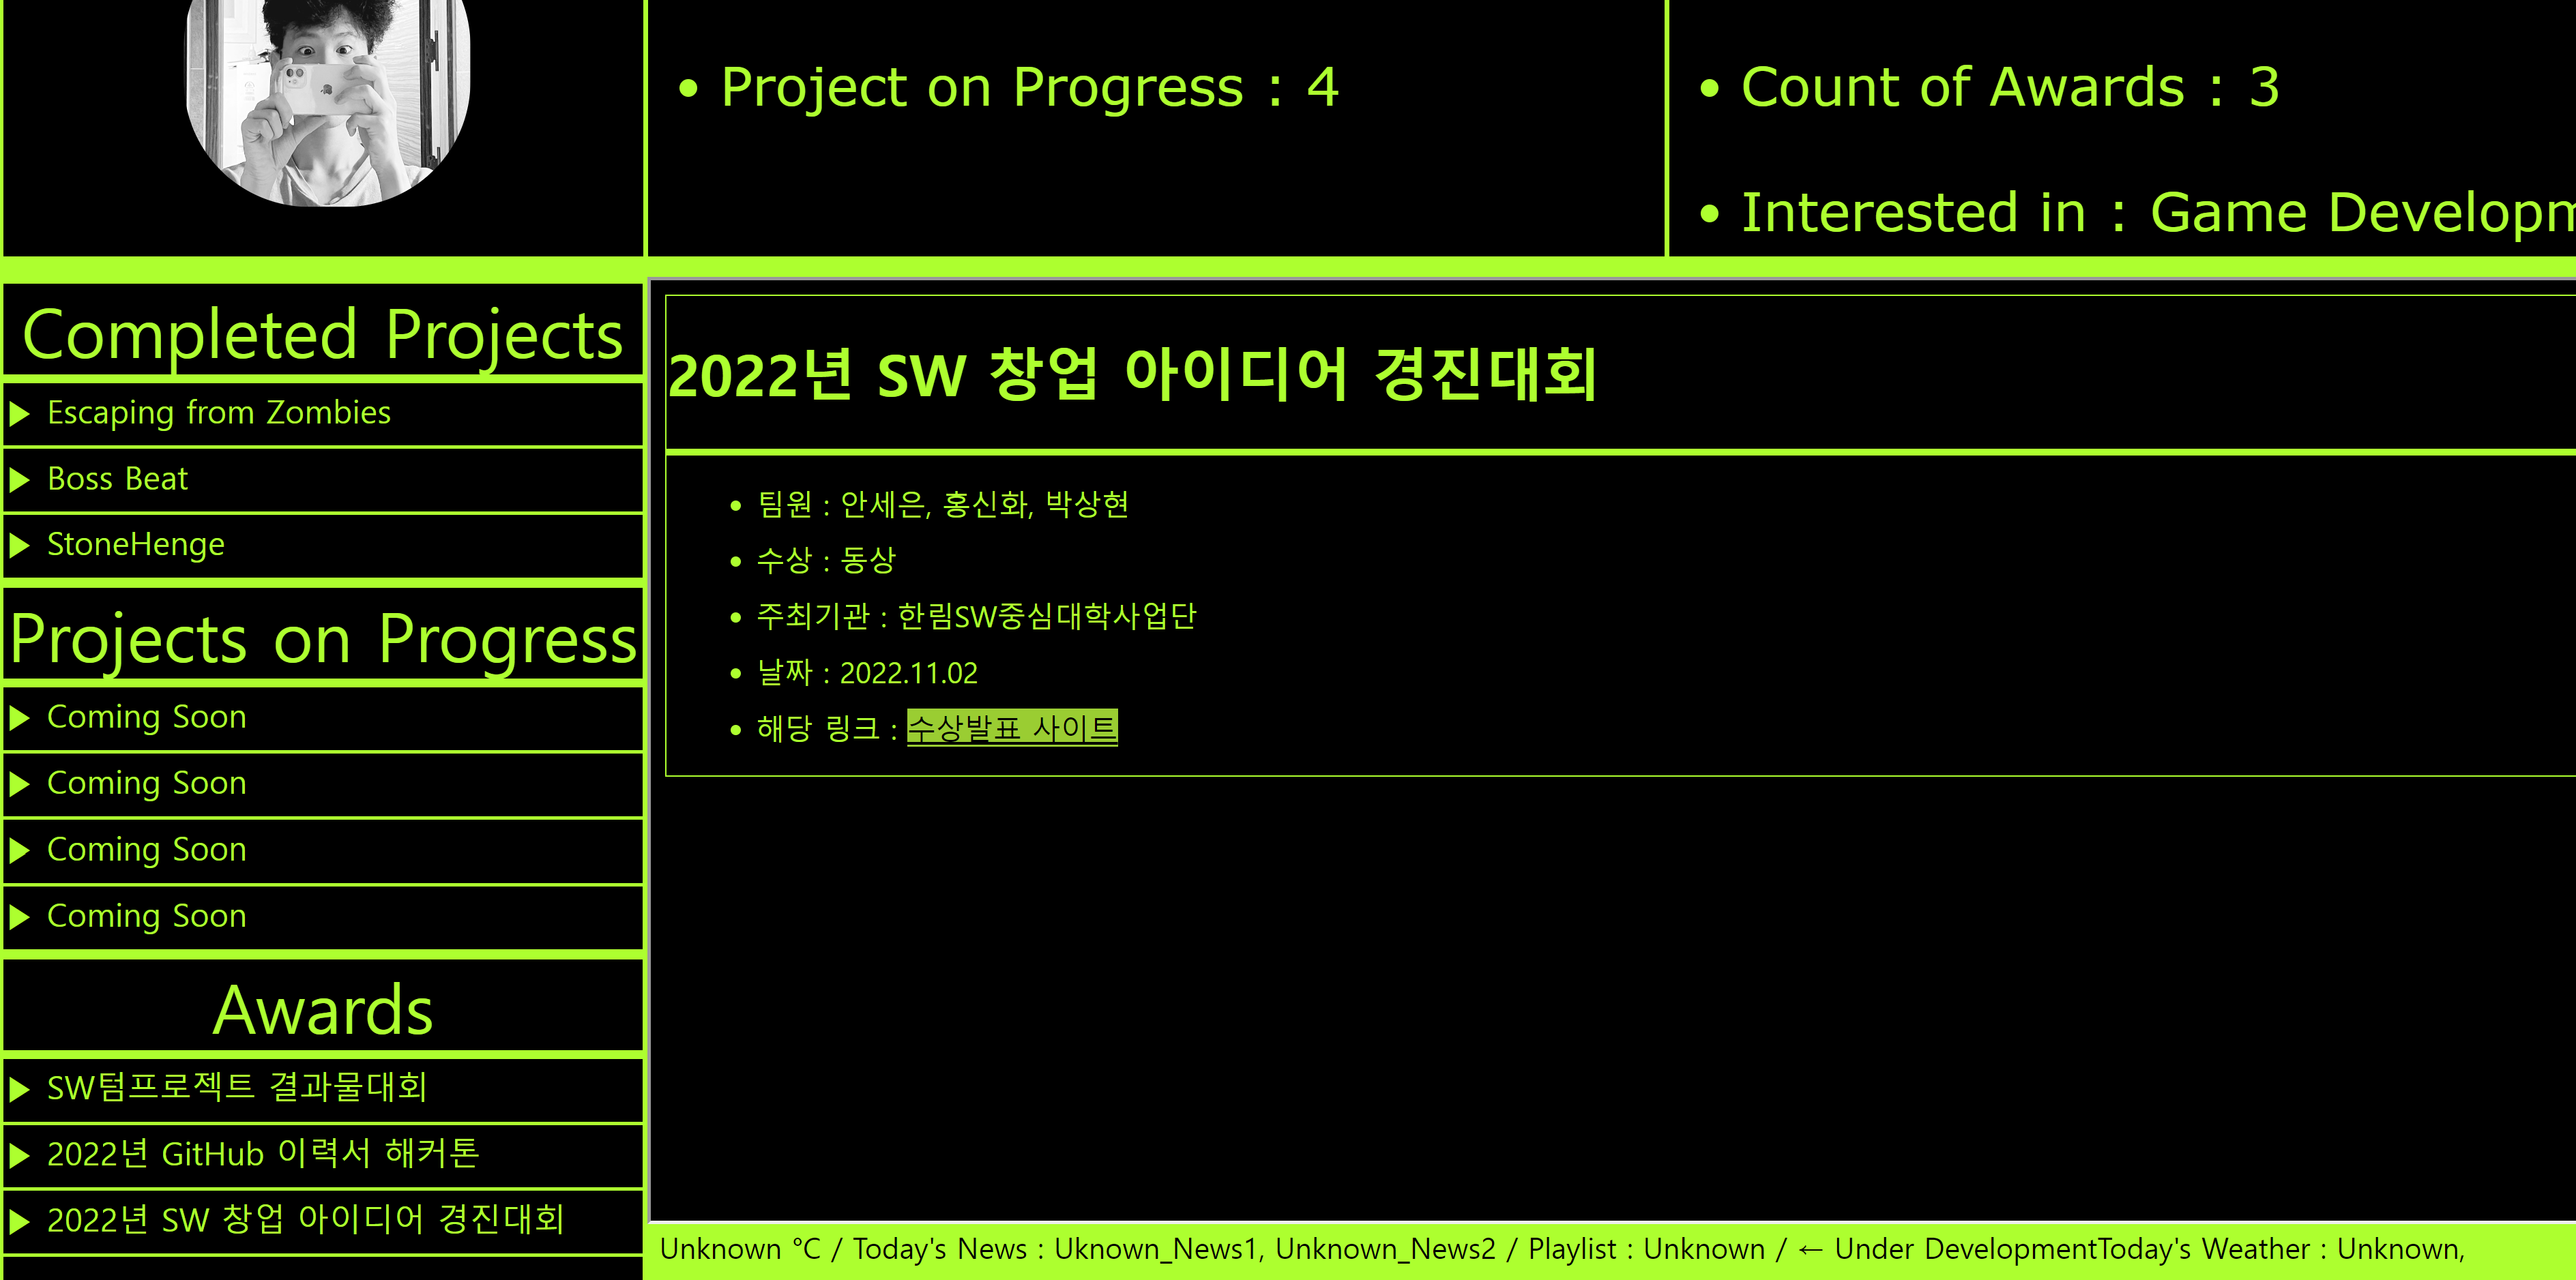 • Project on Progress : 4
• Count of Awards : 3
• Interested in : Game Developm
Completed Projects
▶ Escaping from Zombies
▶ Boss Beat
▶ StoneHenge
Projects on Progress
▶ Coming Soon
▶ Coming Soon
▶ Coming Soon
▶ Coming Soon
Awards
▶ SW텀프로젝트 결과물대회
▶ 2022년 GitHub 이력서 해커톤
▶ 2022년 SW 창업 아이디어 경진대회
2022년 SW 창업 아이디어 경진대회
• 팀원 : 안세은, 홍신화, 박상현
• 수상 : 동상
• 주최기관 : 한림SW중심대학사업단
• 날짜 : 2022.11.02
• 해당 링크 : 수상발표 사이트
Unknown °C / Today's News : Uknown_News1, Unknown_News2 / Playlist : Unknown / ← Under DevelopmentToday's Weather : Unknown,